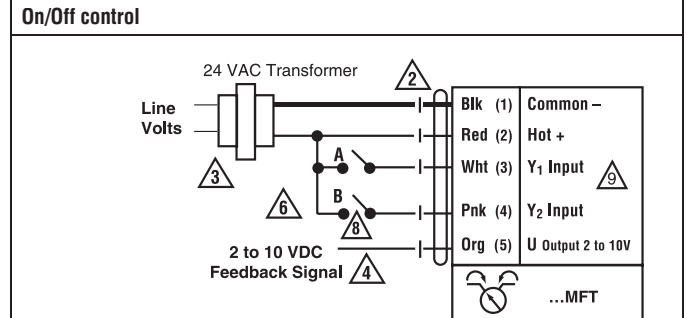 On/Off control
24 VAC Transformer
2
Line
Volts
3
Blk (1) Common –
Red (2) Hot +
A
Wht (3) Y₁ Input
9
6
B
8
Pnk (4) Y₂ Input
Org (5) U Output 2 to 10V
2 to 10 VDC
Feedback Signal
4
...MFT